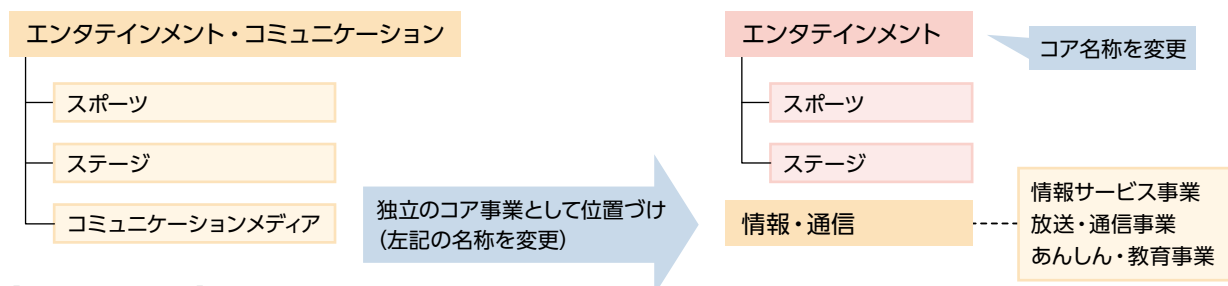 エンタテインメント・コミュニケーション
スポーツ
ステージ
コミュニケーションメディア
独立のコア事業として位置づけ
(左記の名称を変更)
エンタテインメント
コア名称を変更
スポーツ
ステージ
情報・通信
情報サービス事業
放送・通信事業
あんしん・教育事業